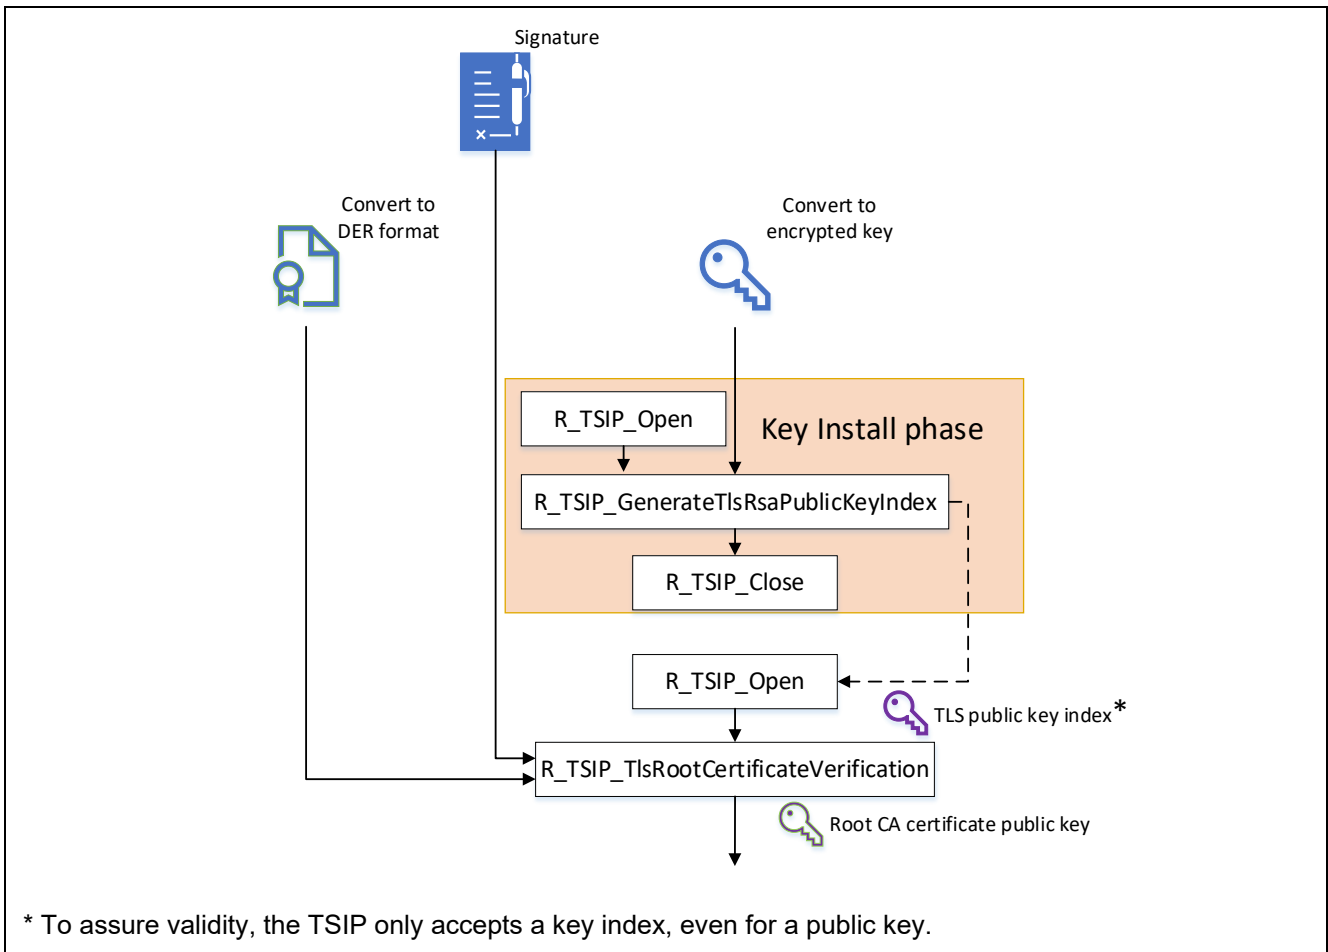 Signature
Convert to
DER format
Convert to
encrypted key
R_TSIP_Open
Key Install phase
R_TSIP_GenerateTlsRsaPublicKeyIndex
R_TSIP_Close
R_TSIP_Open
TLS public key index*
R_TSIP_TlsRootCertificateVerification
Root CA certificate public key
* To assure validity, the TSIP only accepts a key index, even for a public key.